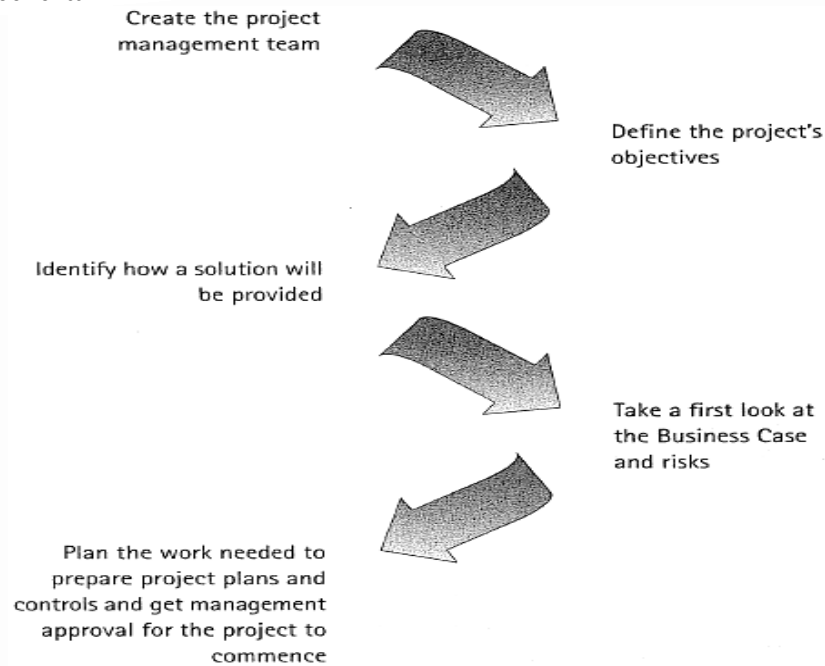 Create the project
management team
Define the project's
objectives
Identify how a solution will
be provided
Take a first look at
the Business Case
and risks
Plan the work needed to
prepare project plans and
controls and get management
approval for the project to
commence